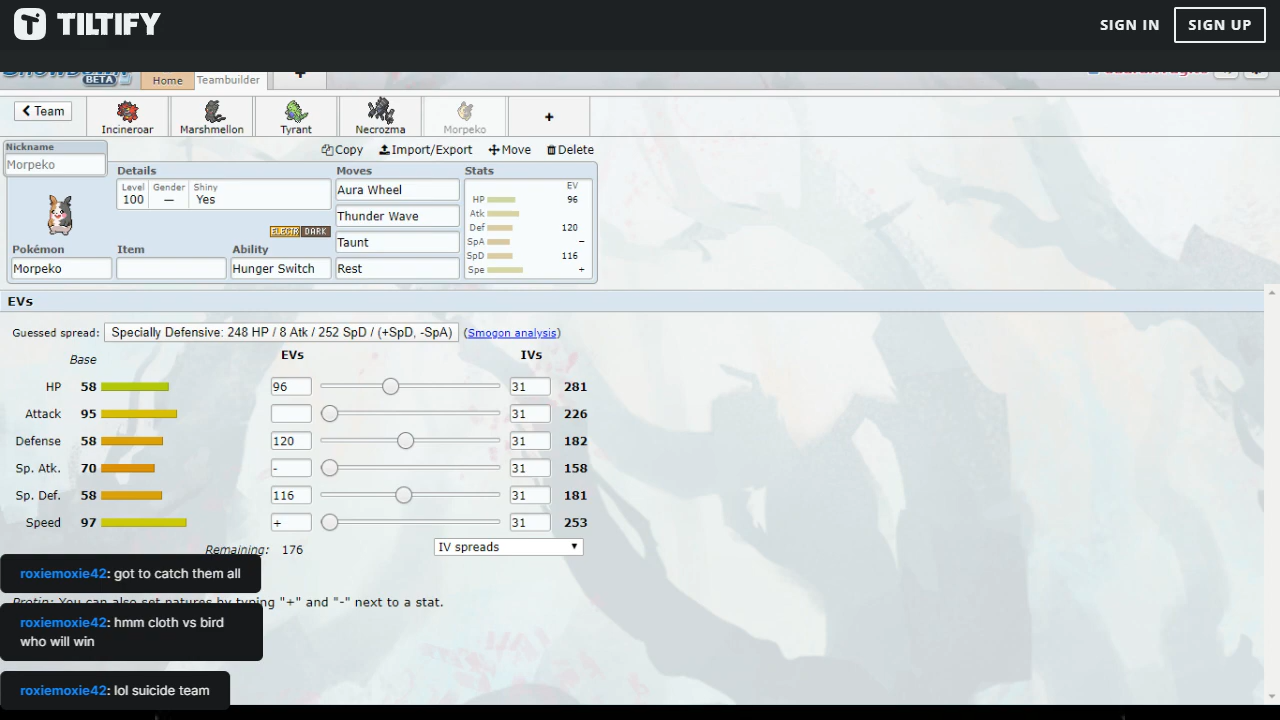 TILTIFY
SIGN IN
SIGN UP
BETA
Home
Teambuilder
+
Team
Incineroar
Marshmellon
Tyrant
Necrozma
Morpeko
+
Nickname
Morpeko
Copy
Import/Export
Move
Delete
Details
Level
Gender
Shiny
100
—
Yes
ELECTR DARK
Pokémon
Item
Ability
Morpeko
Hunger Switch
Moves
Aura Wheel
Thunder Wave
Taunt
Rest
Stats
EV
HP 96
Atk
Def 120
SpA −
SpD 116
Spe +
EVs
Guessed spread: Specially Defensive: 248 HP / 8 Atk / 252 SpD / (+SpD, -SpA) (Smogon analysis)
Base EVs IVs
HP 58 96 31 281
Attack 95 31 226
Defense 58 120 31 182
Sp. Atk. 70 - 31 158
Sp. Def. 58 116 31 181
Speed 97 + 31 253
Remaining: 176
IV spreads
roxiemoxie42: got to catch them all
Protip: You can also set natures by typing "+" and "-" next to a stat.
roxiemoxie42: hmm cloth vs bird
who will win
roxiemoxie42: lol suicide team